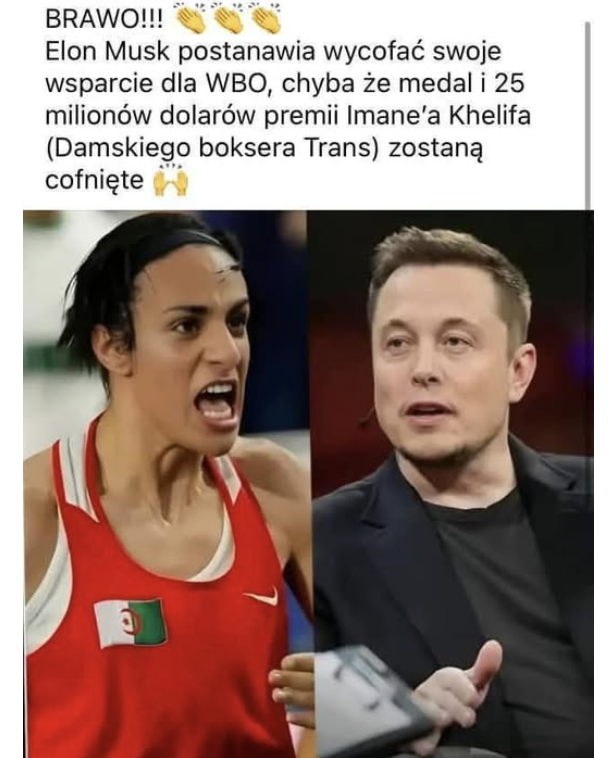 BRAWO!!! 👏👏👏
Elon Musk postanawia wycofać swoje
wsparcie dla WBO, chyba że medal i 25
milionów dolarów premii Imane’a Khelifa
(Damskiego boksera Trans) zostaną
cofnięte 🙌